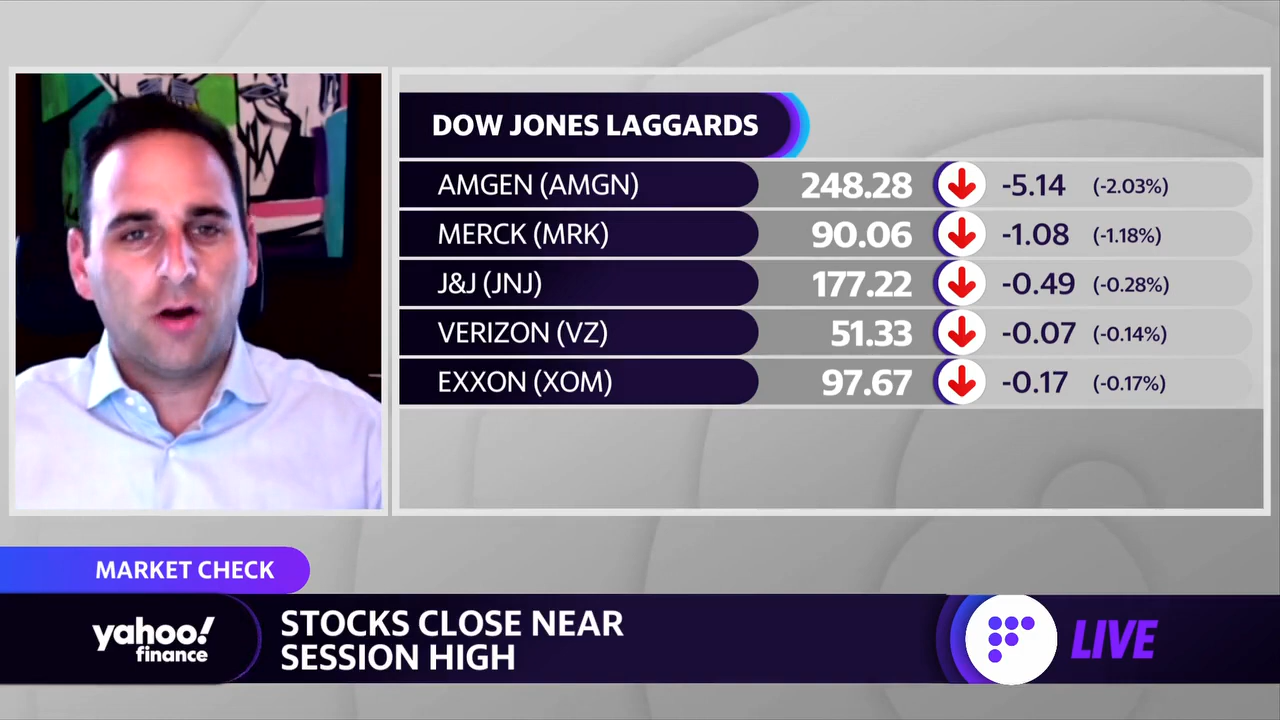 DOW JONES LAGGARDS
AMGEN (AMGN) 248.28 -5.14 (-2.03%)
MERCK (MRK) 90.06 -1.08 (-1.18%)
J&J (JNJ) 177.22 -0.49 (-0.28%)
VERIZON (VZ) 51.33 -0.07 (-0.14%)
EXXON (XOM) 97.67 -0.17 (-0.17%)
MARKET CHECK
yahoo!
finance
STOCKS CLOSE NEAR
SESSION HIGH
LIVE